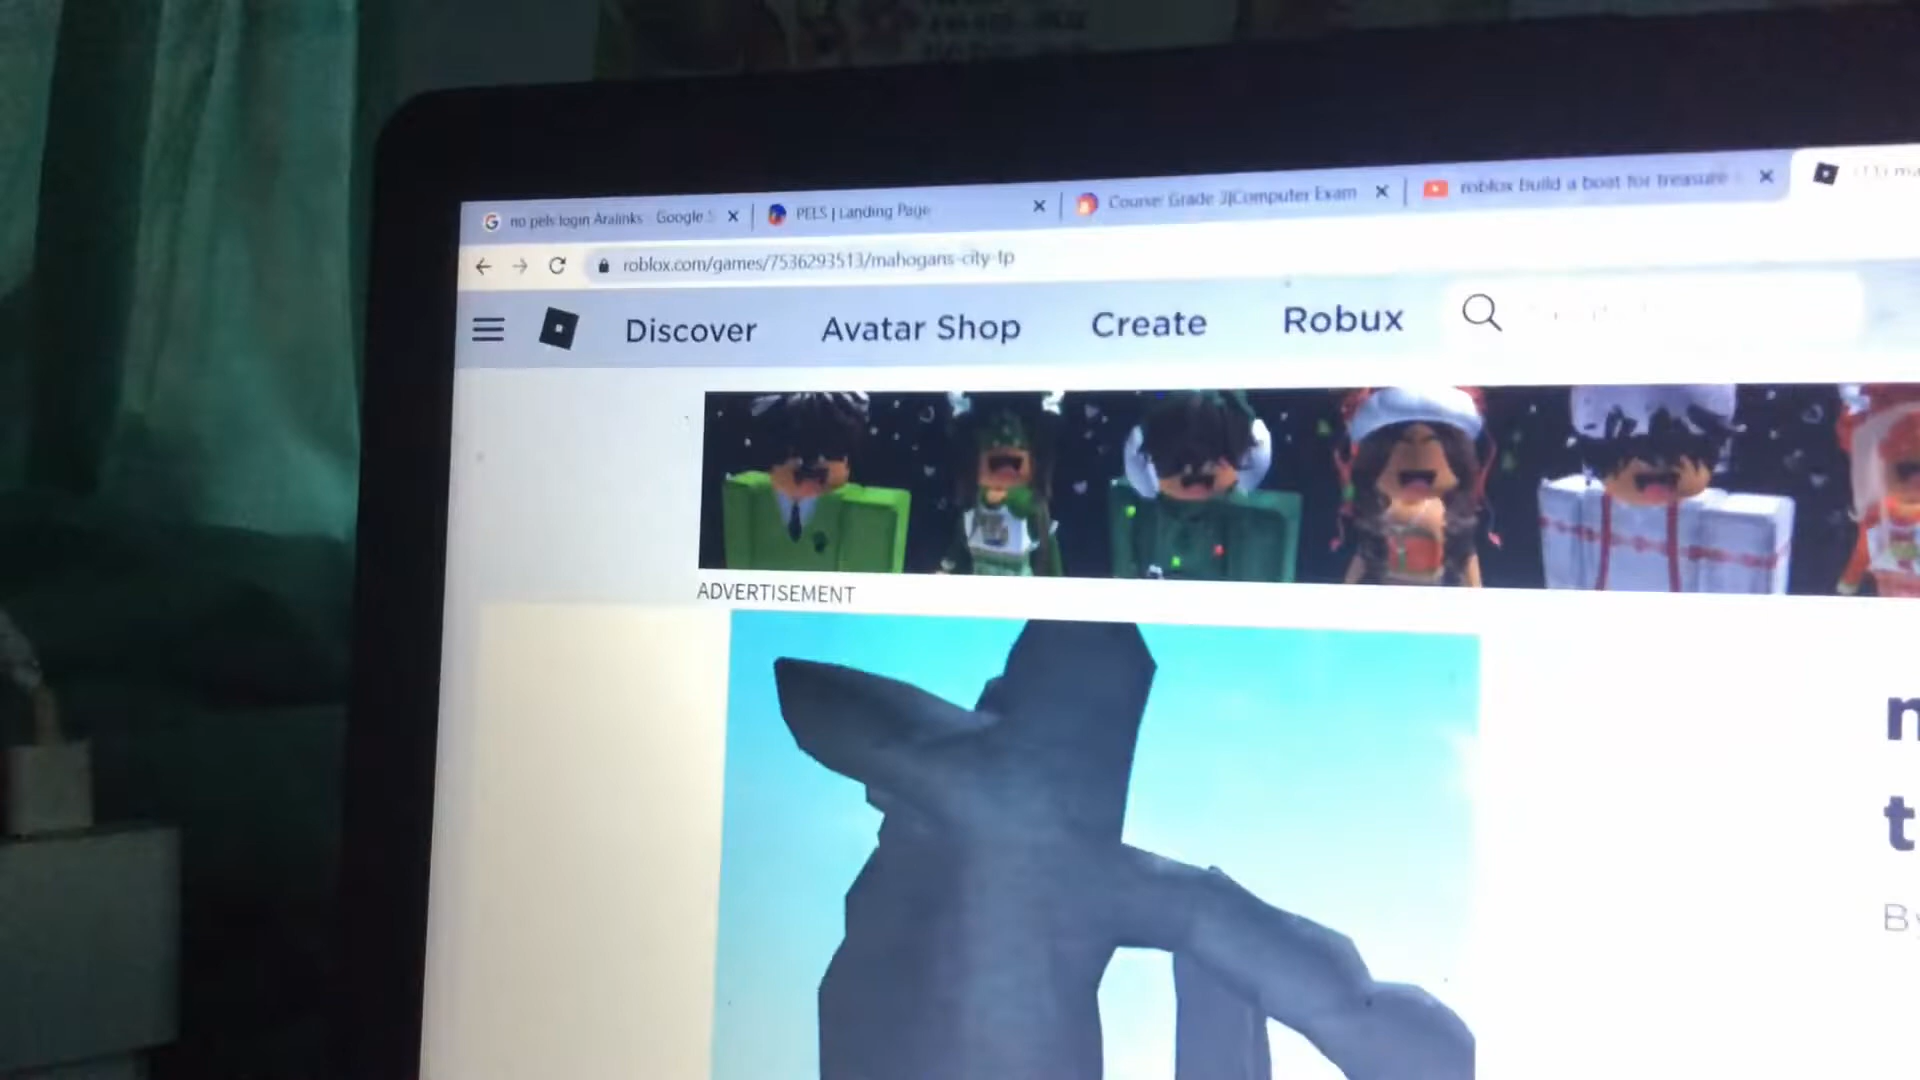 no pels login Aralinks - Google S
PELS | Landing Page
Course: Grade 3|Computer Exam
roblox build a boat for treasure
roblox.com/games/7536293513/mahogans-city-tp
Discover
Avatar Shop
Create
Robux
ADVERTISEMENT